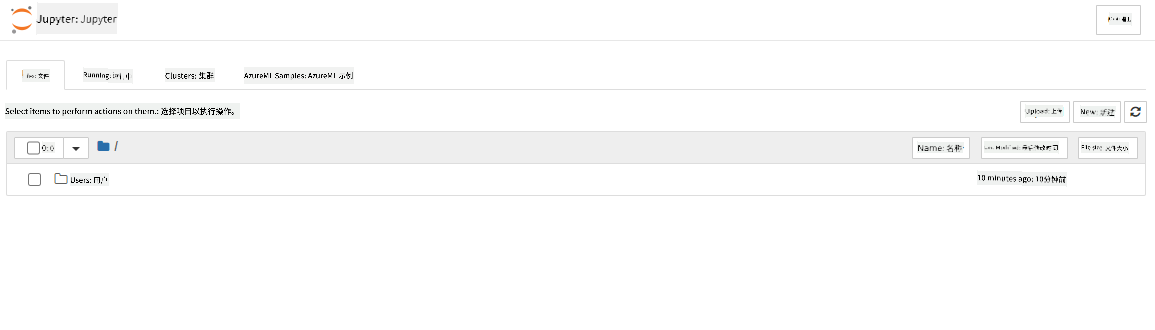 Jupyter: Jupyter
文件
Running:
Clusters: 集群
AzureML Samples: AzureML 示例
Select items to perform actions on them.: 选择项目以执行操作。
Upload: 上传
New: 新建
0: 0
/
Name: 名称
Last Modified: 最后修改时间
File size: 文件大小
Users: 用户
10 minutes ago: 10分钟前